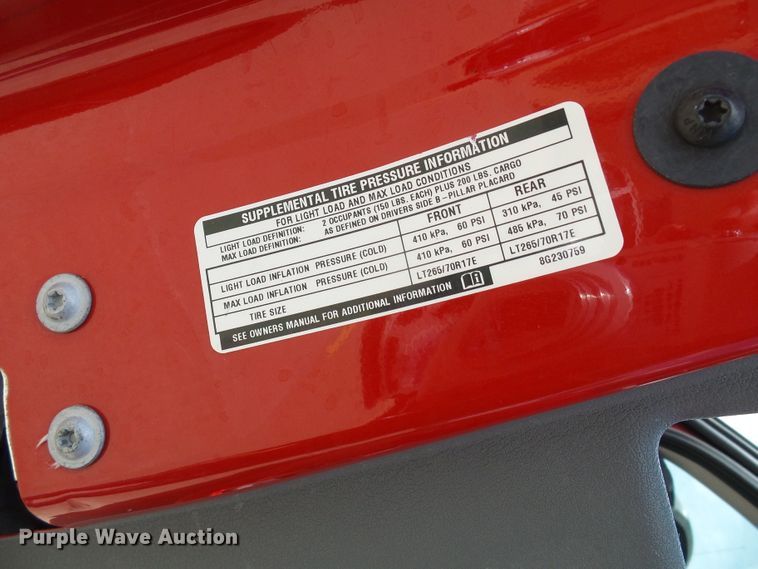 SUPPLEMENTAL TIRE PRESSURE INFORMATION
FOR LIGHT LOAD AND MAX LOAD CONDITIONS
LIGHT LOAD DEFINITION: 2 OCCUPANTS (150 LBS. EACH) PLUS 200 LBS. CARGO
MAX LOAD DEFINITION: AS DEFINED ON DRIVERS SIDE B-PILLAR PLACARD
FRONT REAR
LIGHT LOAD INFLATION PRESSURE (COLD) 410 kPa, 60 PSI 310 kPa, 45 PSI
MAX LOAD INFLATION PRESSURE (COLD) 410 kPa, 60 PSI 485 kPa, 70 PSI
TIRE SIZE LT265/70R17E LT265/70R17E
SEE OWNERS MANUAL FOR ADDITIONAL INFORMATION 8G230759
Purple Wave Auction